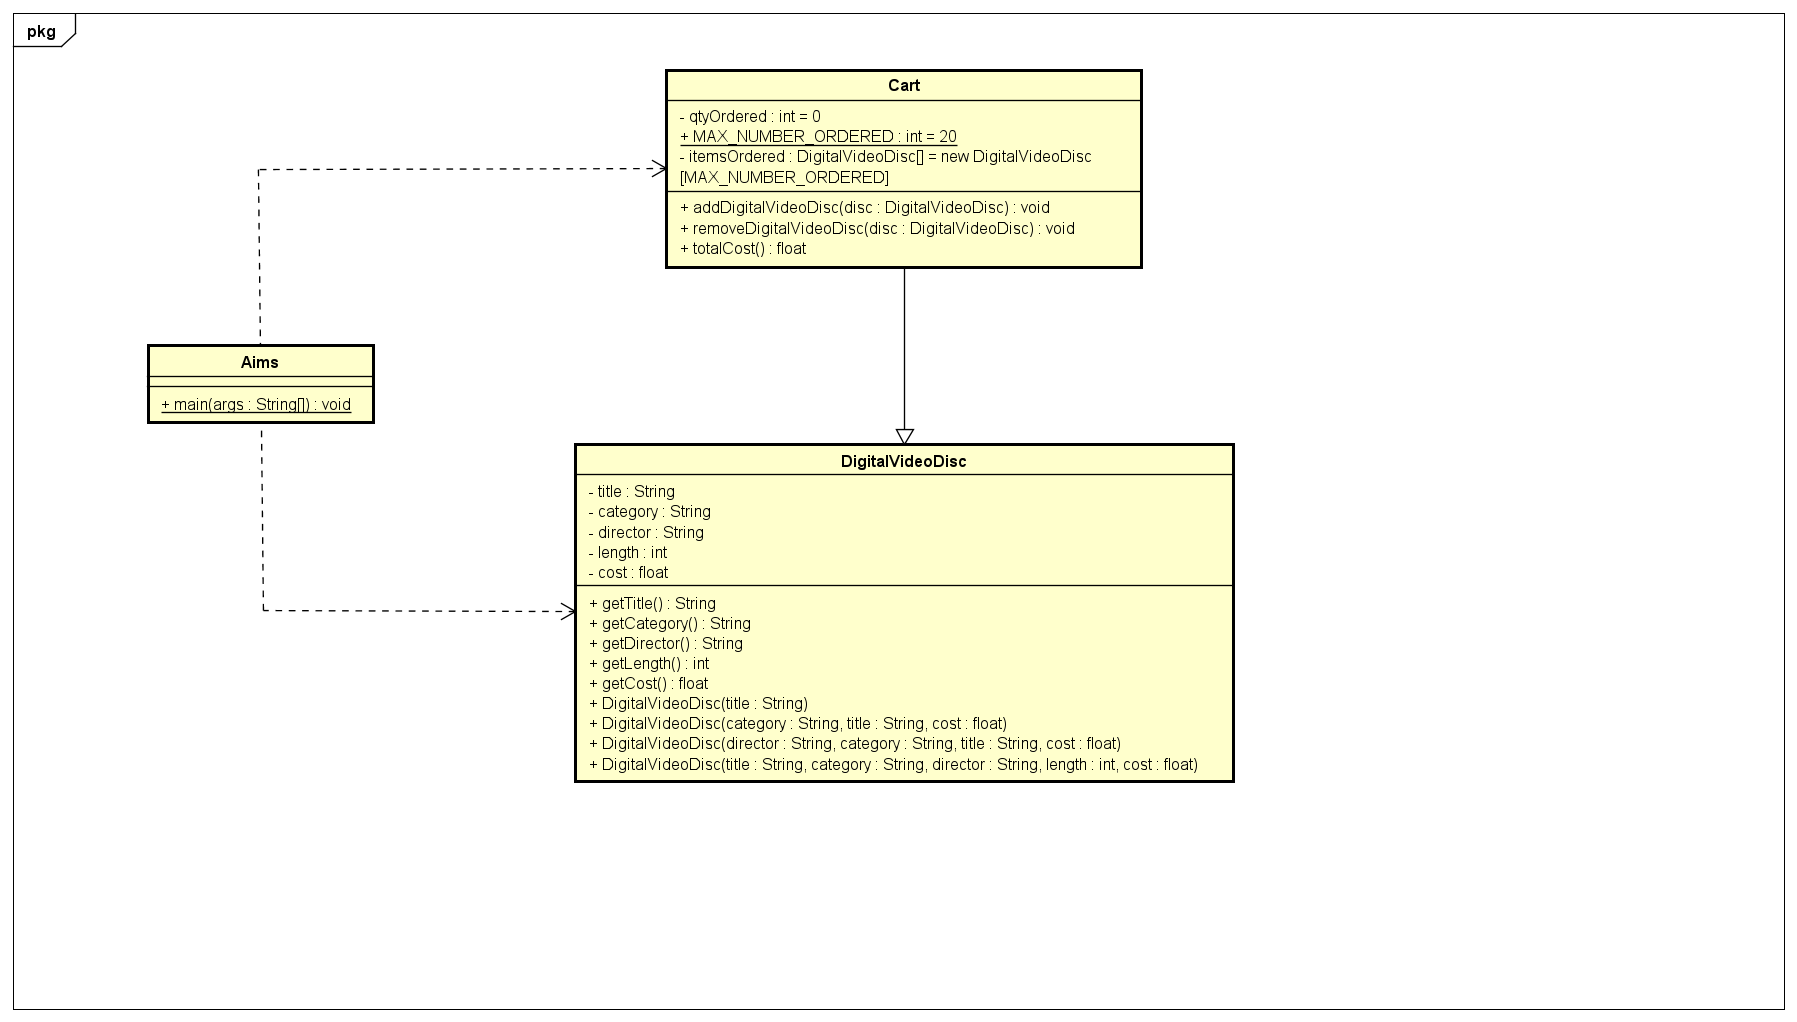 pkg
Cart
- qtyOrdered : int = 0
+ MAX_NUMBER_ORDERED : int = 20
- itemsOrdered : DigitalVideoDisc[] = new DigitalVideoDisc
[MAX_NUMBER_ORDERED]
+ addDigitalVideoDisc(disc : DigitalVideoDisc) : void
+ removeDigitalVideoDisc(disc : DigitalVideoDisc) : void
+ totalCost() : float
Aims
+ main(args : String[]) : void
DigitalVideoDisc
- title : String
- category : String
- director : String
- length : int
- cost : float
+ getTitle() : String
+ getCategory() : String
+ getDirector() : String
+ getLength() : int
+ getCost() : float
+ DigitalVideoDisc(title : String)
+ DigitalVideoDisc(category : String, title : String, cost : float)
+ DigitalVideoDisc(director : String, category : String, title : String, cost : float)
+ DigitalVideoDisc(title : String, category : String, director : String, length : int, cost : float)